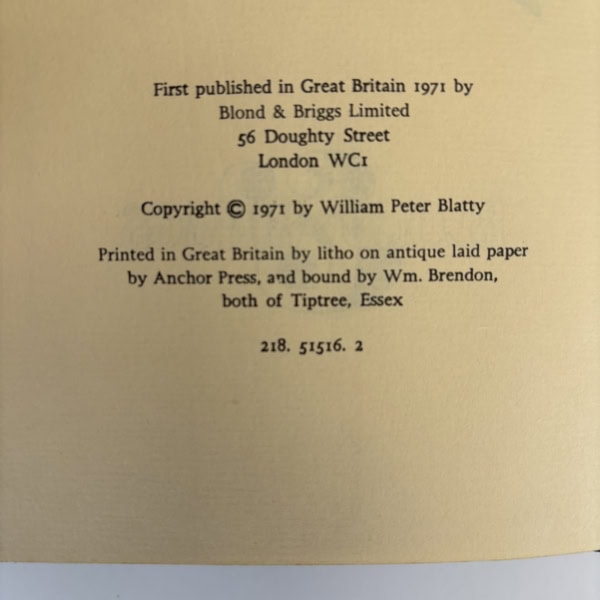 First published in Great Britain 1971 by
Blond & Briggs Limited
56 Doughty Street
London WC1
Copyright © 1971 by William Peter Blatty
Printed in Great Britain by litho on antique laid paper
by Anchor Press, and bound by Wm. Brendon,
both of Tiptree, Essex
218. 51516. 2